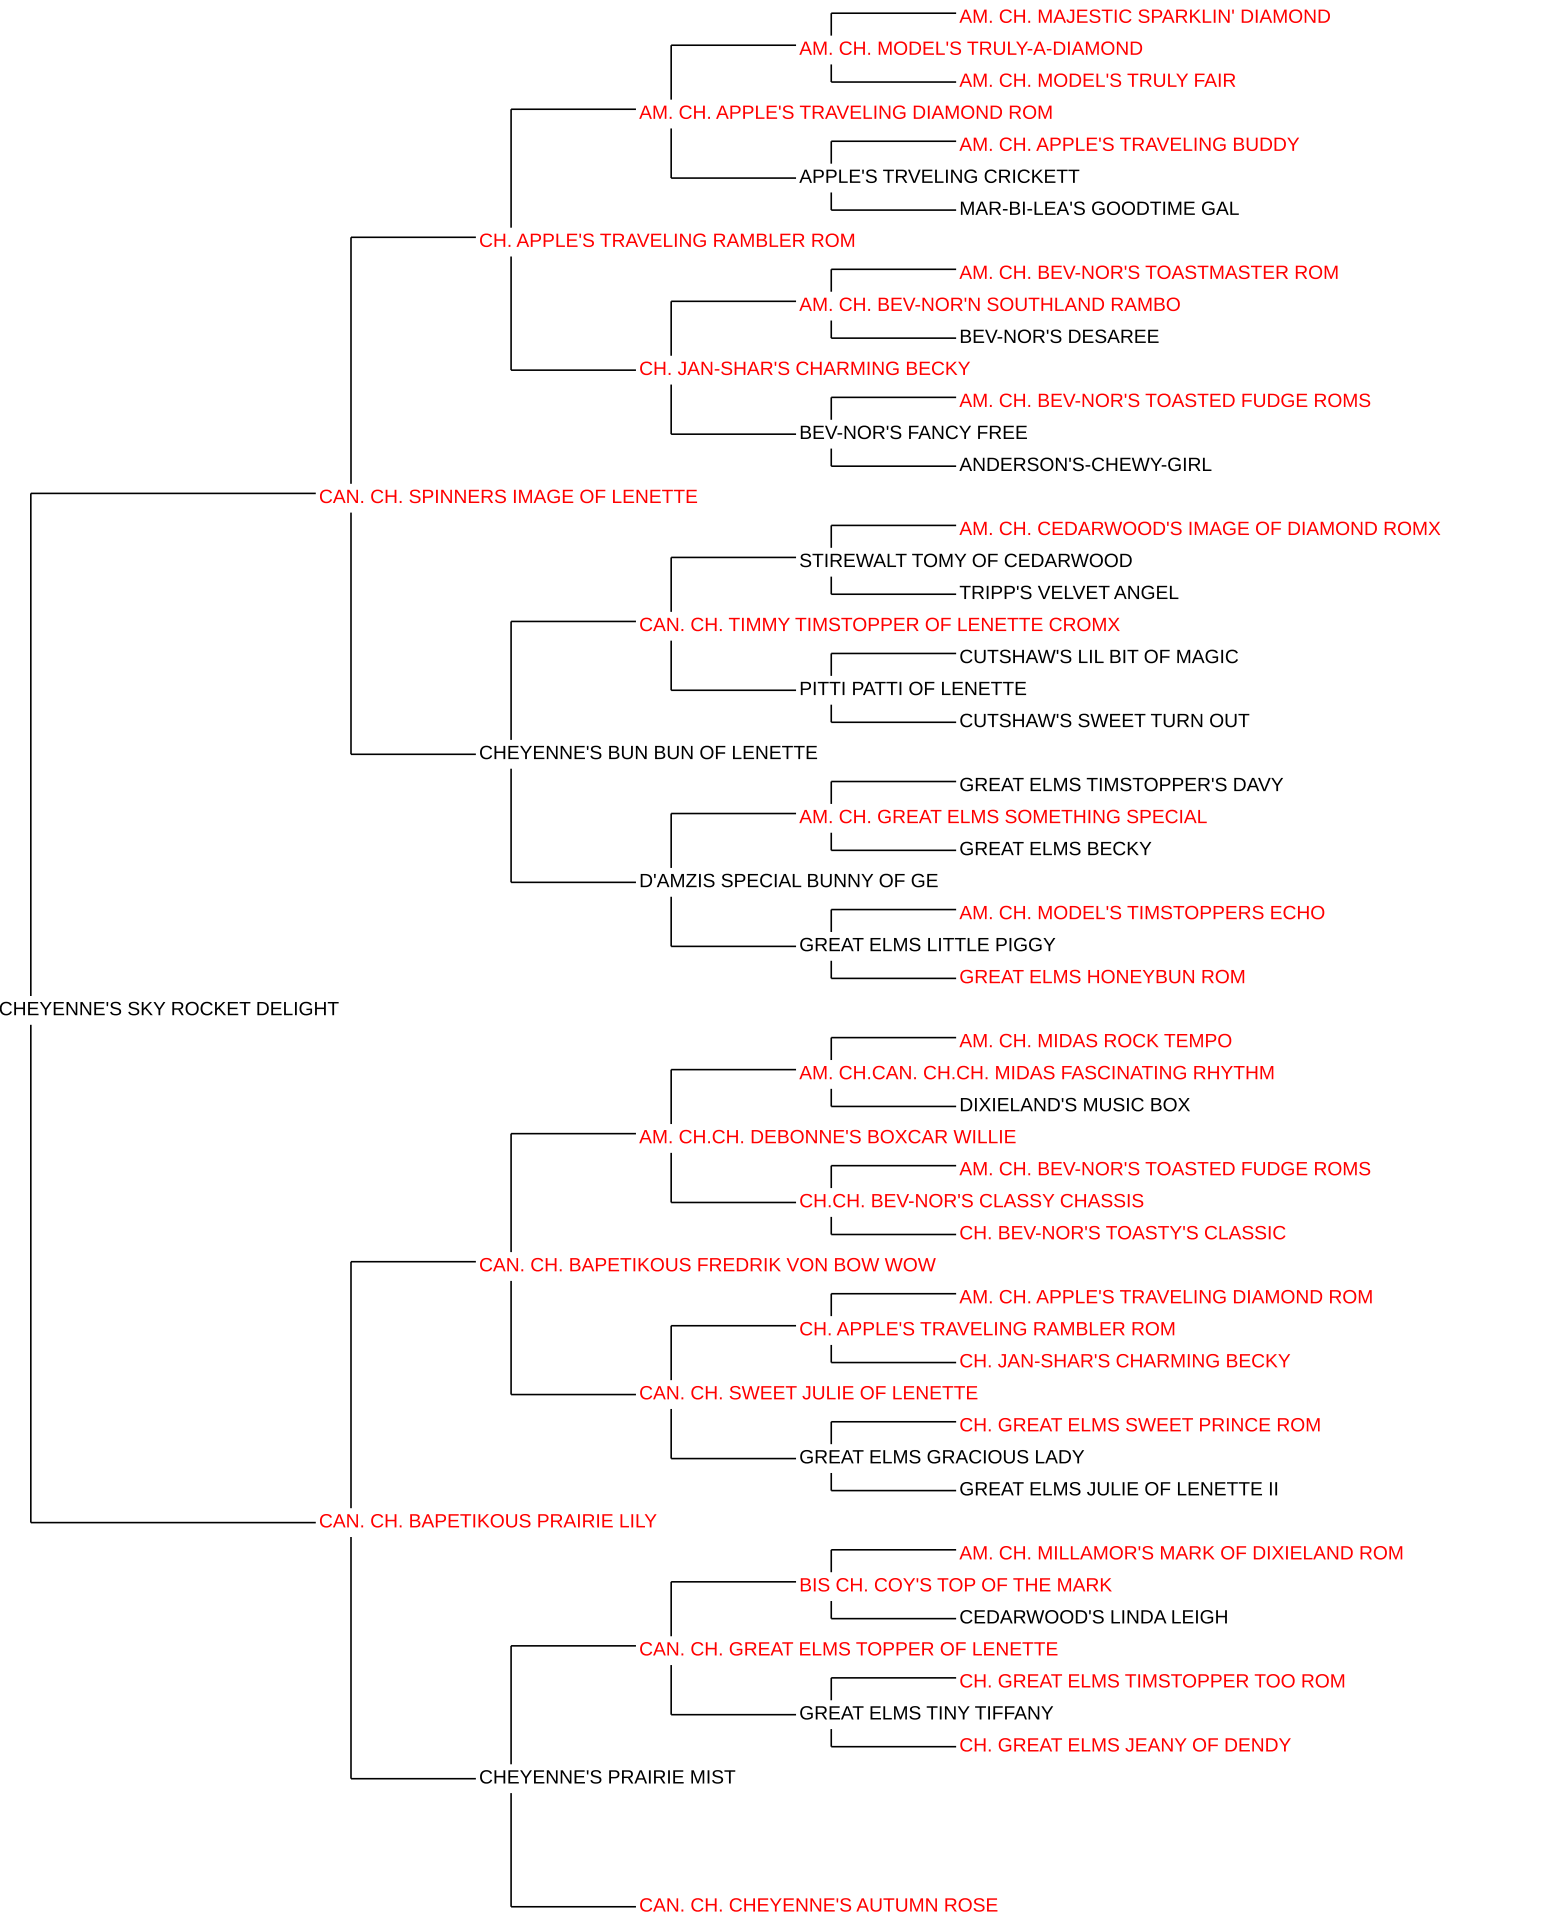 AM. CH. MAJESTIC SPARKLIN' DIAMOND
AM. CH. MODEL'S TRULY-A-DIAMOND
AM. CH. MODEL'S TRULY FAIR
AM. CH. APPLE'S TRAVELING DIAMOND ROM
AM. CH. APPLE'S TRAVELING BUDDY
APPLE'S TRVELING CRICKETT
MAR-BI-LEA'S GOODTIME GAL
CH. APPLE'S TRAVELING RAMBLER ROM
AM. CH. BEV-NOR'S TOASTMASTER ROM
AM. CH. BEV-NOR'N SOUTHLAND RAMBO
BEV-NOR'S DESAREE
CH. JAN-SHAR'S CHARMING BECKY
AM. CH. BEV-NOR'S TOASTED FUDGE ROMS
BEV-NOR'S FANCY FREE
ANDERSON'S-CHEWY-GIRL
CAN. CH. SPINNERS IMAGE OF LENETTE
AM. CH. CEDARWOOD'S IMAGE OF DIAMOND ROMX
STIREWALT TOMY OF CEDARWOOD
TRIPP'S VELVET ANGEL
CAN. CH. TIMMY TIMSTOPPER OF LENETTE CROMX
CUTSHAW'S LIL BIT OF MAGIC
PITTI PATTI OF LENETTE
CUTSHAW'S SWEET TURN OUT
CHEYENNE'S BUN BUN OF LENETTE
GREAT ELMS TIMSTOPPER'S DAVY
AM. CH. GREAT ELMS SOMETHING SPECIAL
GREAT ELMS BECKY
D'AMZIS SPECIAL BUNNY OF GE
AM. CH. MODEL'S TIMSTOPPERS ECHO
GREAT ELMS LITTLE PIGGY
GREAT ELMS HONEYBUN ROM
CHEYENNE'S SKY ROCKET DELIGHT
AM. CH. MIDAS ROCK TEMPO
AM. CH.CAN. CH.CH. MIDAS FASCINATING RHYTHM
DIXIELAND'S MUSIC BOX
AM. CH.CH. DEBONNE'S BOXCAR WILLIE
AM. CH. BEV-NOR'S TOASTED FUDGE ROMS
CH.CH. BEV-NOR'S CLASSY CHASSIS
CH. BEV-NOR'S TOASTY'S CLASSIC
CAN. CH. BAPETIKOUS FREDRIK VON BOW WOW
AM. CH. APPLE'S TRAVELING DIAMOND ROM
CH. APPLE'S TRAVELING RAMBLER ROM
CH. JAN-SHAR'S CHARMING BECKY
CAN. CH. SWEET JULIE OF LENETTE
CH. GREAT ELMS SWEET PRINCE ROM
GREAT ELMS GRACIOUS LADY
GREAT ELMS JULIE OF LENETTE II
CAN. CH. BAPETIKOUS PRAIRIE LILY
AM. CH. MILLAMOR'S MARK OF DIXIELAND ROM
BIS CH. COY'S TOP OF THE MARK
CEDARWOOD'S LINDA LEIGH
CAN. CH. GREAT ELMS TOPPER OF LENETTE
CH. GREAT ELMS TIMSTOPPER TOO ROM
GREAT ELMS TINY TIFFANY
CH. GREAT ELMS JEANY OF DENDY
CHEYENNE'S PRAIRIE MIST
CAN. CH. CHEYENNE'S AUTUMN ROSE